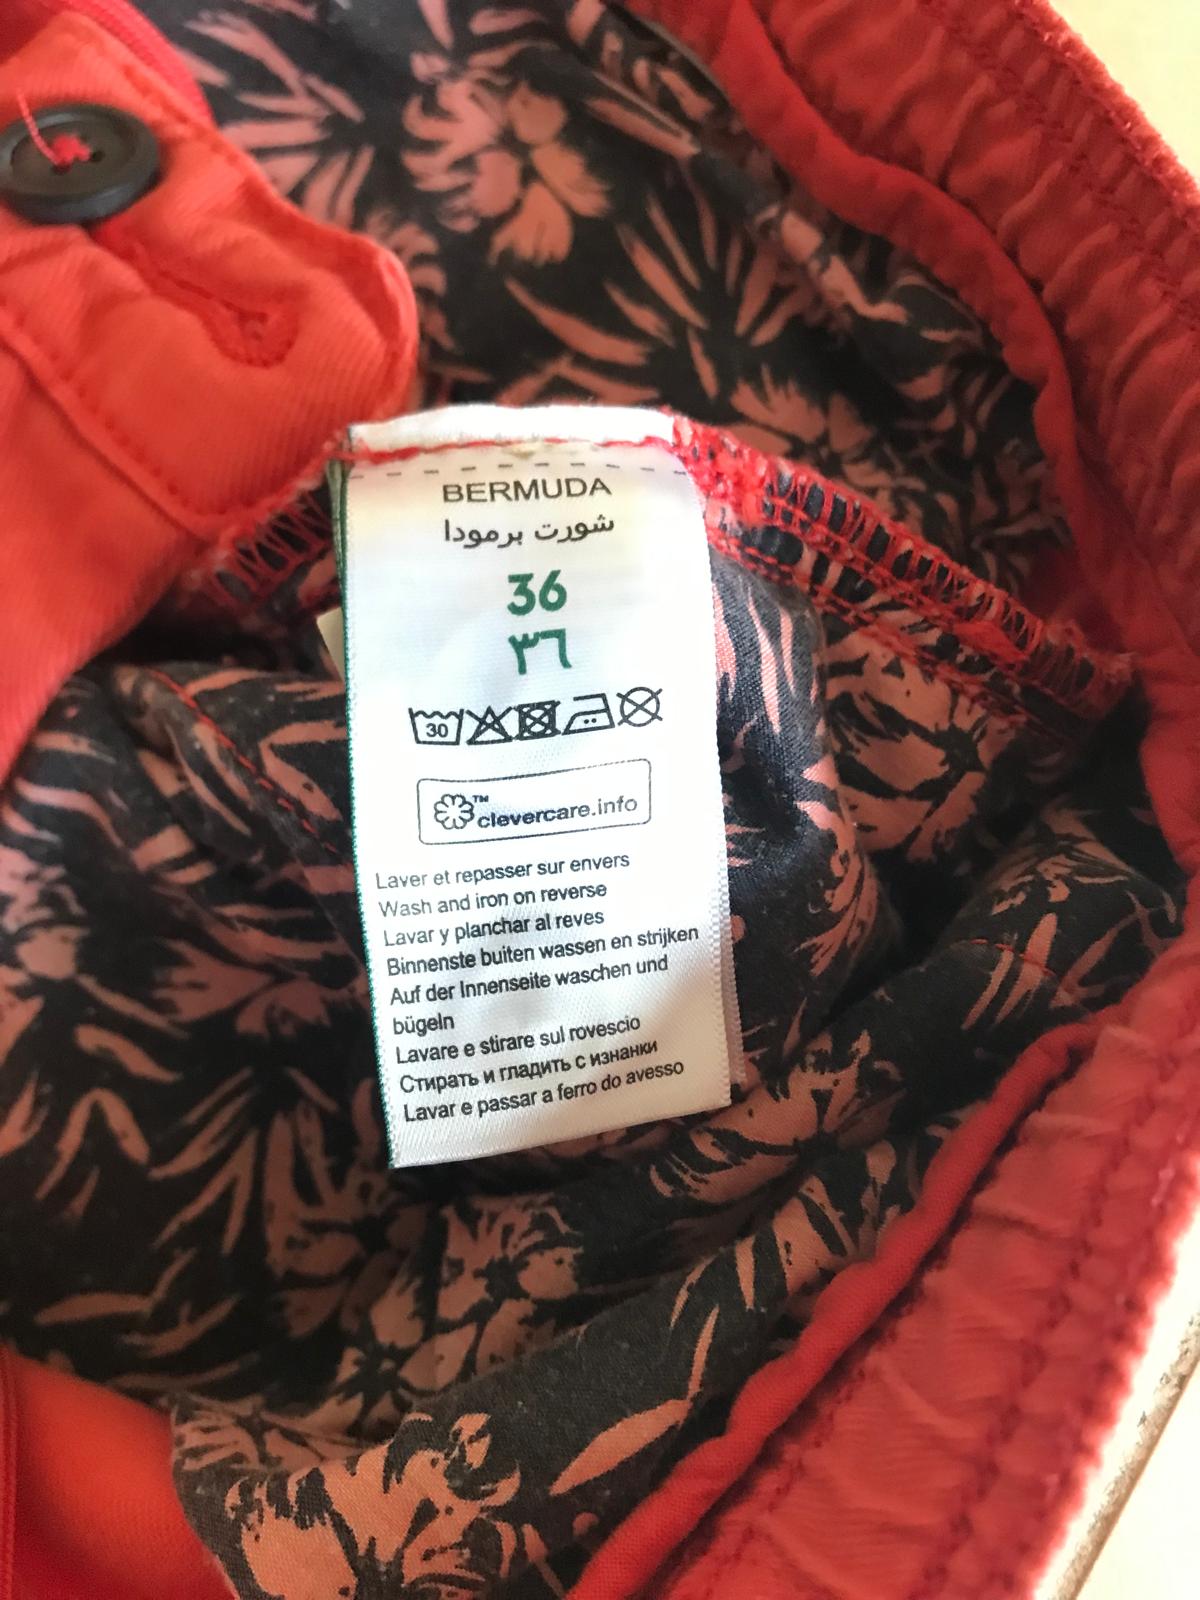 BERMUDA
شورت برمودا
36
٣٦
30
™
clevercare.info
Laver et repasser sur envers
Wash and iron on reverse
Lavar y planchar al reves
Binnenste buiten wassen en strijken
Auf der Innenseite waschen und
bügeln
Lavare e stirare sul rovescio
Стирать и гладить с изнанки
Lavar e passar a ferro do avesso